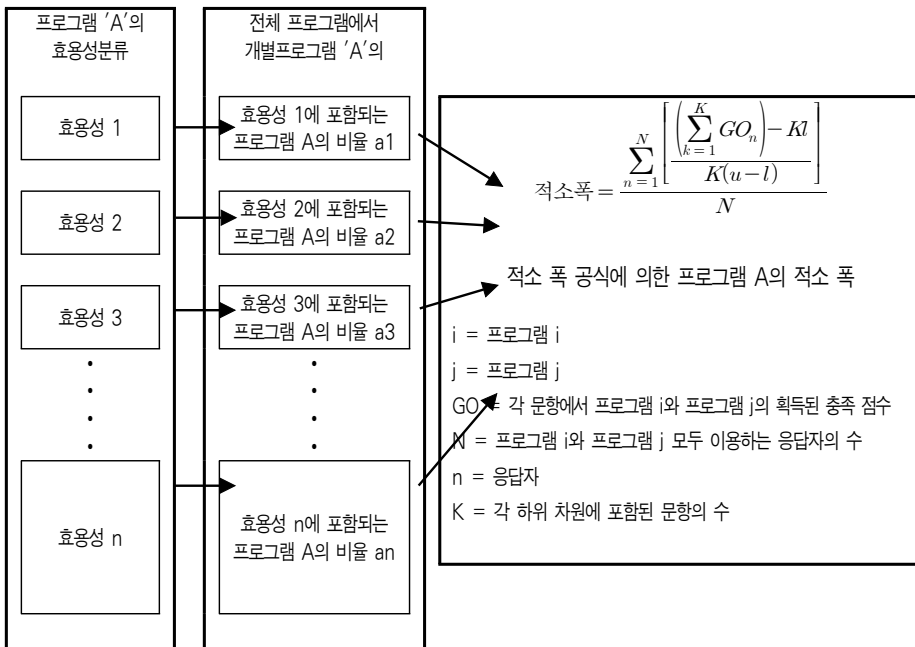 프로그램 'A'의
효용성분류
효용성 1
효용성 2
효용성 3
효용성 n
전체 프로그램에서
개별프로그램 'A'의
효용성 1에 포함되는
프로그램 A의 비율 a1
효용성 2에 포함되는
프로그램 A의 비율 a2
효용성 3에 포함되는
프로그램 A의 비율 a3
효용성 n에 포함되는
프로그램 A의 비율 an
적소폭 = \frac{\sum_{n=1}^{N}\left[\frac{\left(\sum_{k=1}^{K}GO_n\right)-Kl}{K(u-l)}\right]}{N}
적소 폭 공식에 의한 프로그램 A의 적소 폭
i = 프로그램 i
j = 프로그램 j
GO = 각 문항에서 프로그램 i와 프로그램 j의 획득된 충족 점수
N = 프로그램 i와 프로그램 j 모두 이용하는 응답자의 수
n = 응답자
K = 각 하위 차원에 포함된 문항의 수